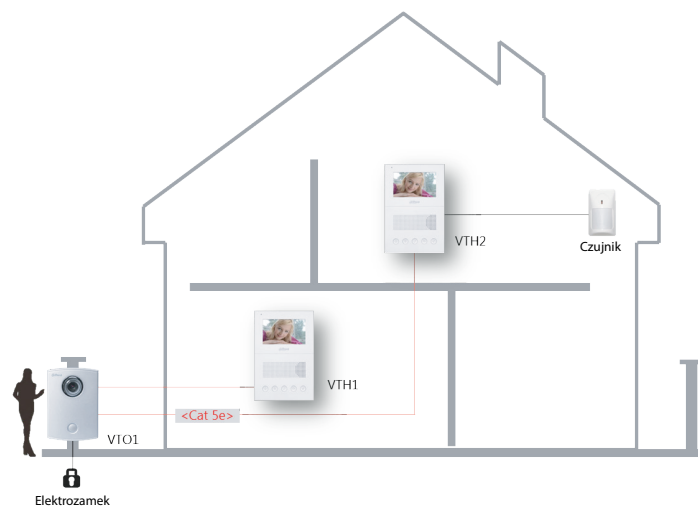 VTH2
Czujnik
VTH1
<Cat 5e>
VTO1
Elektrozamek